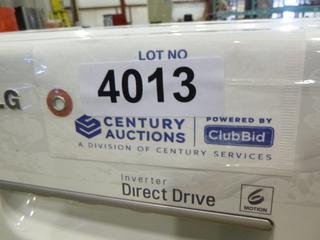 LOT NO
4013
LG
CENTURY
AUCTIONS
POWERED BY
ClubBid
A DIVISION OF CENTURY SERVICES
Inverter
Direct Drive
6
MOTION